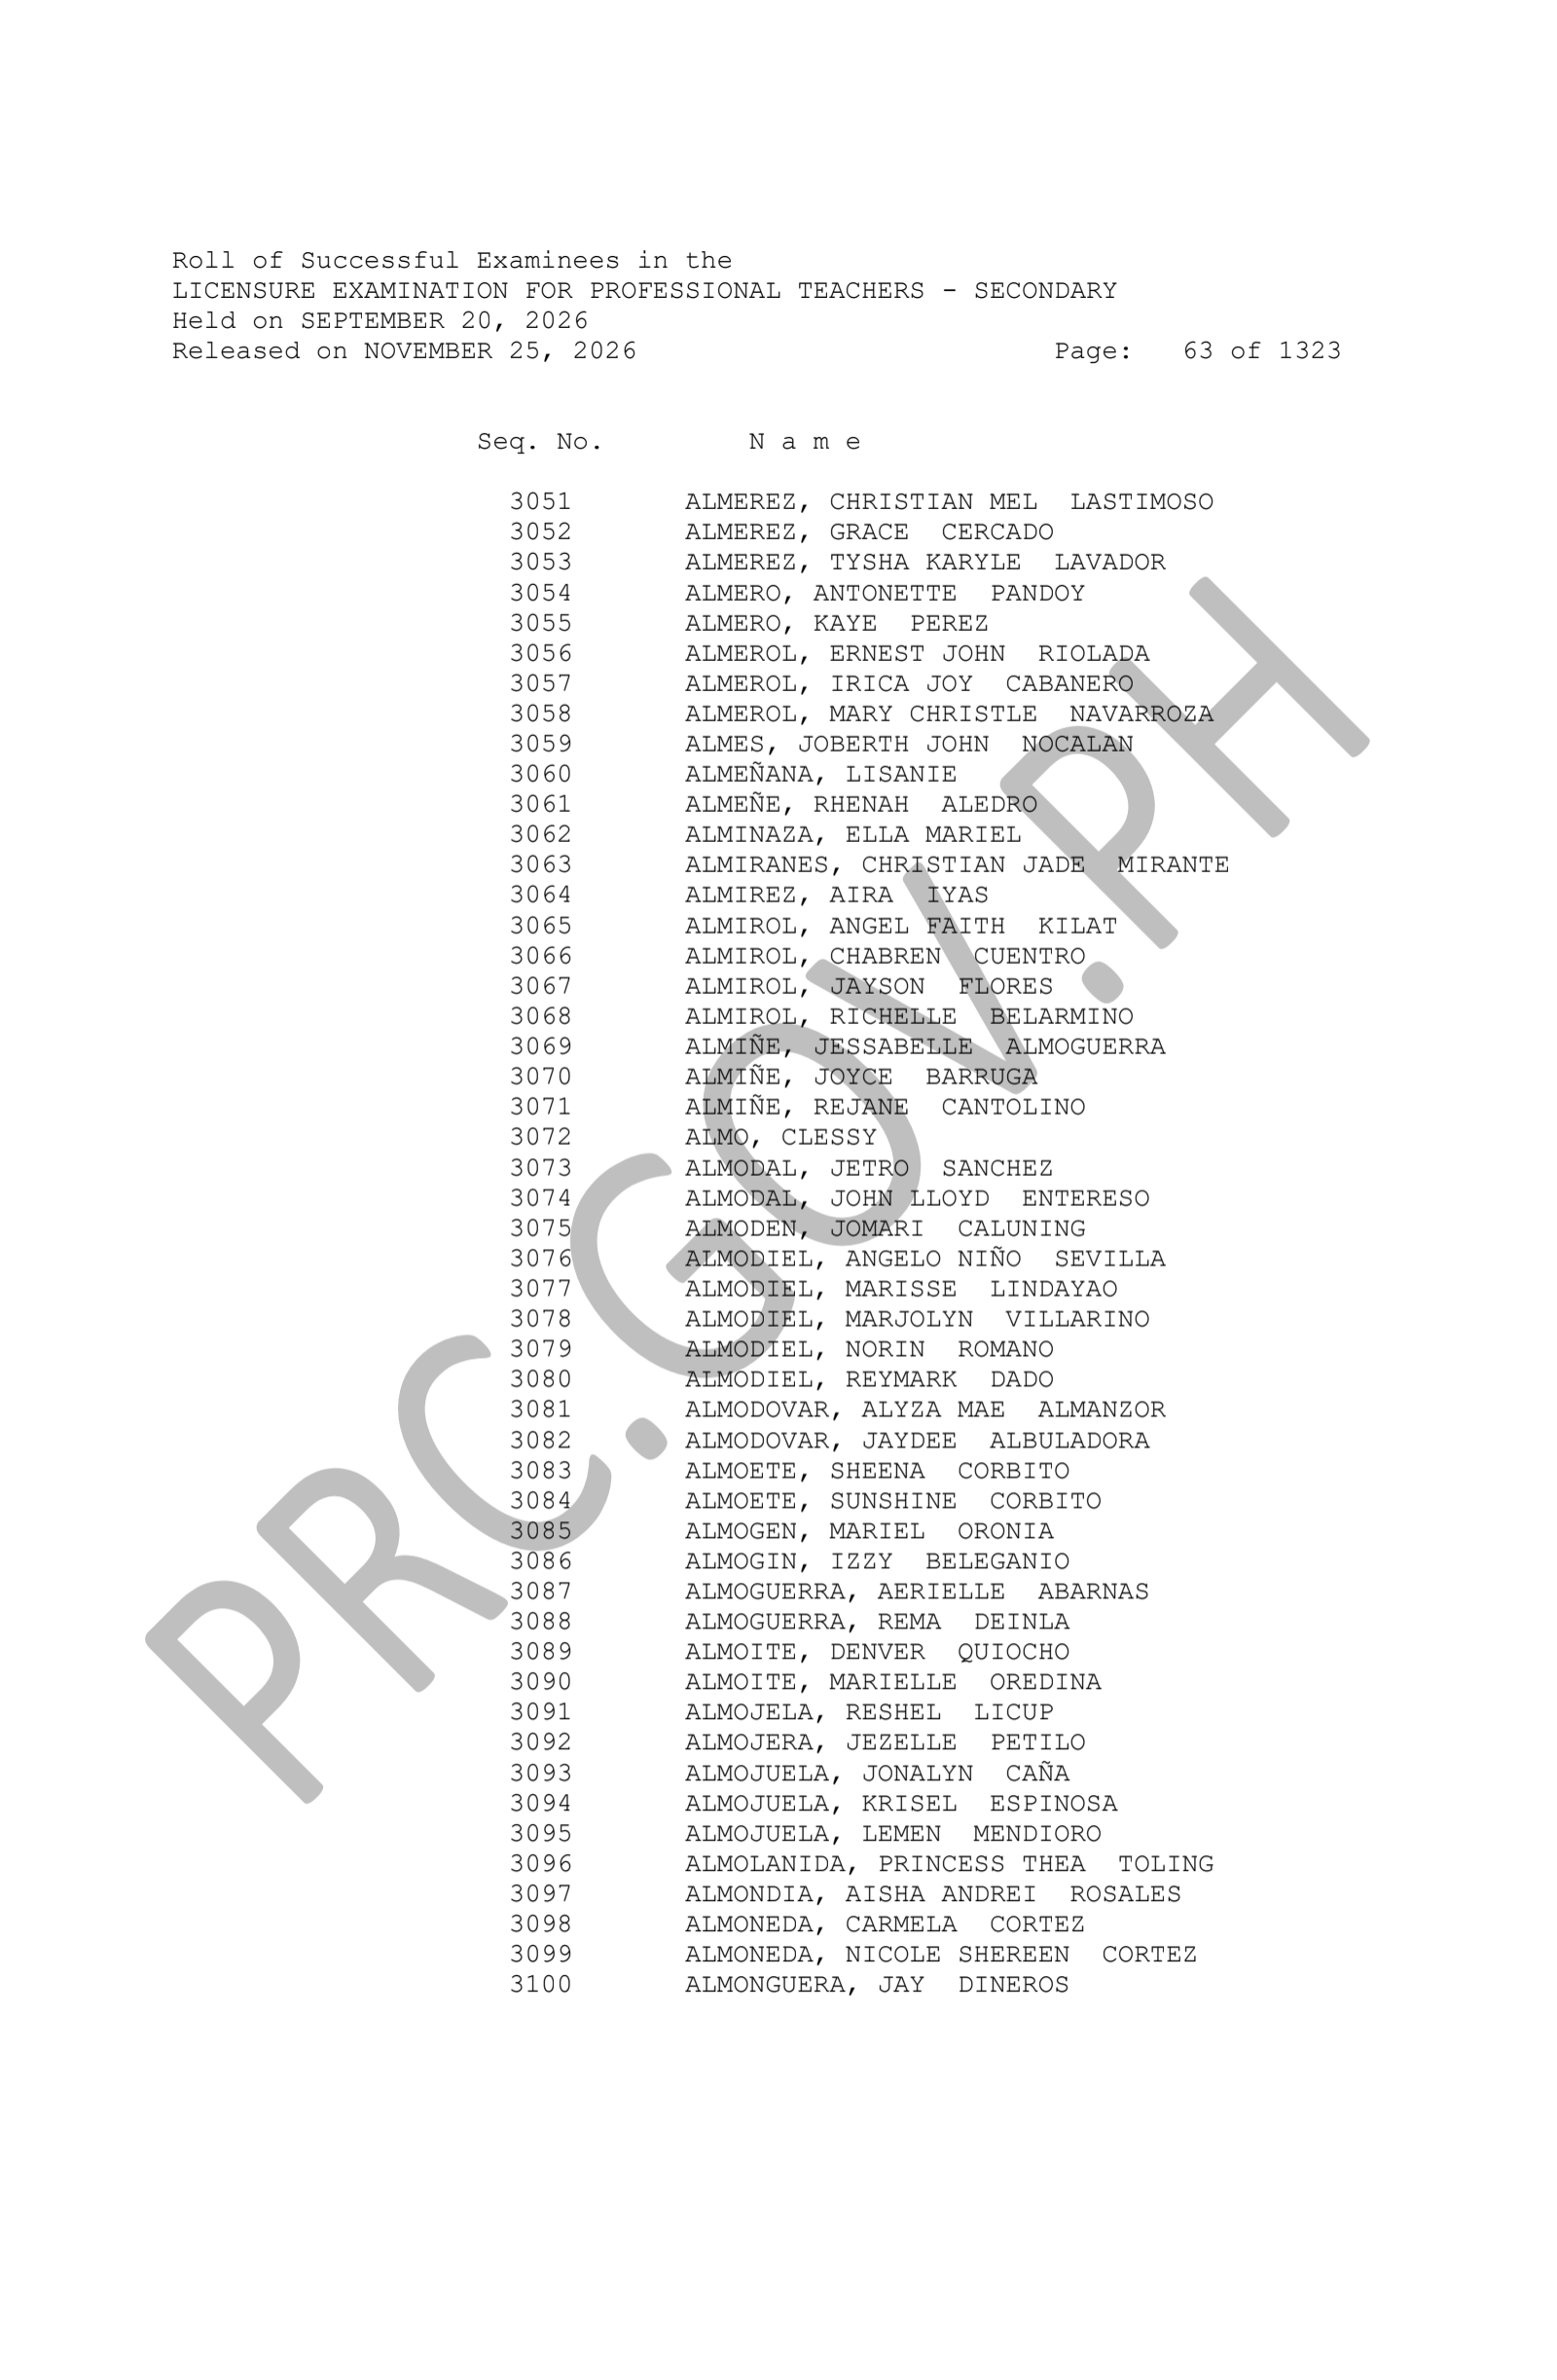 Roll of Successful Examinees in the
LICENSURE EXAMINATION FOR PROFESSIONAL TEACHERS - SECONDARY
Held on SEPTEMBER 20, 2026
Released on NOVEMBER 25, 2026 Page: 63 of 1323
Seq. No. N a m e
3051 ALMEREZ, CHRISTIAN MEL LASTIMOSO
3052 ALMEREZ, GRACE CERCADO
3053 ALMEREZ, TYSHA KARYLE LAVADOR
3054 ALMERO, ANTONETTE PANDOY
3055 ALMERO, KAYE PEREZ
3056 ALMEROL, ERNEST JOHN RIOLADA
3057 ALMEROL, IRICA JOY CABANERO
3058 ALMEROL, MARY CHRISTLE NAVARROZA
3059 ALMES, JOBERTH JOHN NOCALAN
3060 ALMEÑANA, LISANIE
3061 ALMEÑE, RHENAH ALEDRO
3062 ALMINAZA, ELLA MARIEL
3063 ALMIRANES, CHRISTIAN JADE MIRANTE
3064 ALMIREZ, AIRA IYAS
3065 ALMIROL, ANGEL FAITH KILAT
3066 ALMIROL, CHABREN CUENTRO
3067 ALMIROL, JAYSON FLORES
3068 ALMIROL, RICHELLE BELARMINO
3069 ALMIÑE, JESSABELLE ALMOGUERRA
3070 ALMIÑE, JOYCE BARRUGA
3071 ALMIÑE, REJANE CANTOLINO
3072 ALMO, CLESSY
3073 ALMODAL, JETRO SANCHEZ
3074 ALMODAL, JOHN LLOYD ENTERESO
3075 ALMODEN, JOMARI CALUNING
3076 ALMODIEL, ANGELO NIÑO SEVILLA
3077 ALMODIEL, MARISSE LINDAYAO
3078 ALMODIEL, MARJOLYN VILLARINO
3079 ALMODIEL, NORIN ROMANO
3080 ALMODIEL, REYMARK DADO
3081 ALMODOVAR, ALYZA MAE ALMANZOR
3082 ALMODOVAR, JAYDEE ALBULADORA
3083 ALMOETE, SHEENA CORBITO
3084 ALMOETE, SUNSHINE CORBITO
3085 ALMOGEN, MARIEL ORONIA
3086 ALMOGIN, IZZY BELEGANIO
3087 ALMOGUERRA, AERIELLE ABARNAS
3088 ALMOGUERRA, REMA DEINLA
3089 ALMOITE, DENVER QUIOCHO
3090 ALMOITE, MARIELLE OREDINA
3091 ALMOJELA, RESHEL LICUP
3092 ALMOJERA, JEZELLE PETILO
3093 ALMOJUELA, JONALYN CAÑA
3094 ALMOJUELA, KRISEL ESPINOSA
3095 ALMOJUELA, LEMEN MENDIORO
3096 ALMOLANIDA, PRINCESS THEA TOLING
3097 ALMONDIA, AISHA ANDREI ROSALES
3098 ALMONEDA, CARMELA CORTEZ
3099 ALMONEDA, NICOLE SHEREEN CORTEZ
3100 ALMONGUERA, JAY DINEROS
PRC.GOV.PH